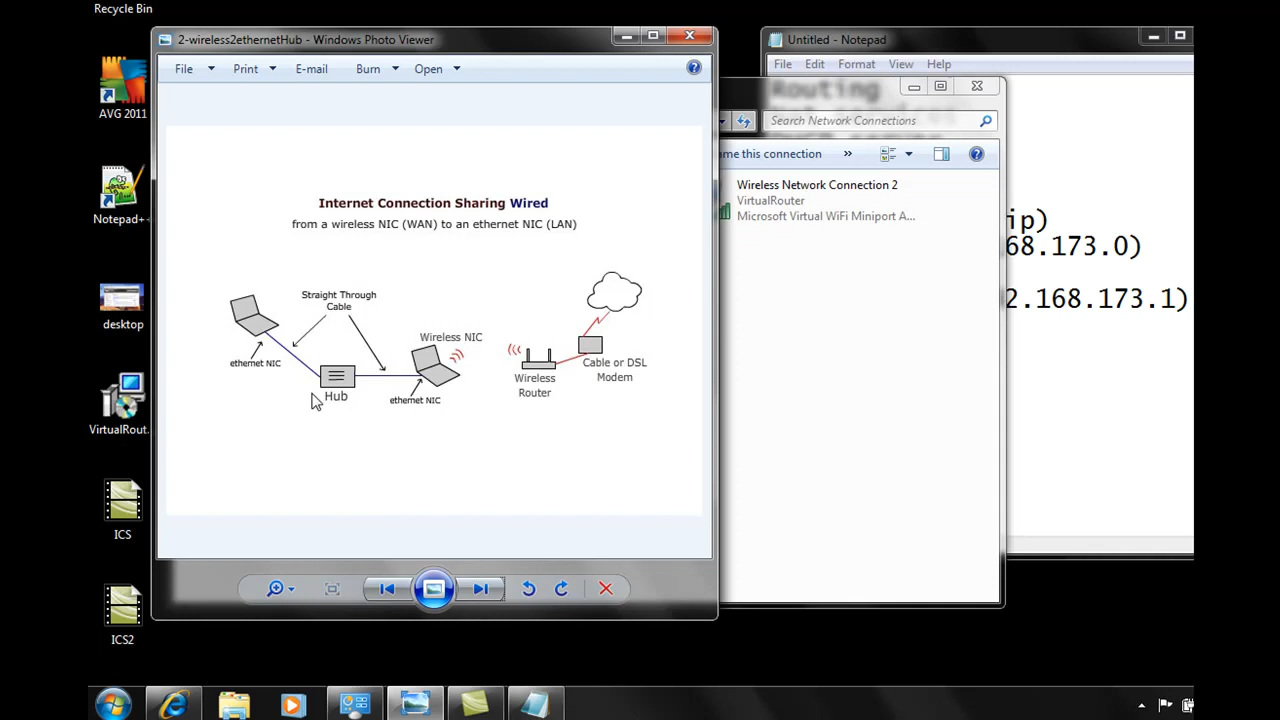 Recycle Bin
AVG 2011
Notepad++
desktop
VirtualRout...
ICS
ICS2
2-wireless2ethernetHub - Windows Photo Viewer
File Print E-mail Burn Open
Internet Connection Sharing Wired
from a wireless NIC (WAN) to an ethernet NIC (LAN)
Straight Through
Cable
Wireless NIC
ethernet NIC
Hub
ethernet NIC
Wireless
Router
Cable or DSL
Modem
Search Network Connections
me this connection »
Wireless Network Connection 2
VirtualRouter
Microsoft Virtual WiFi Miniport A...
Untitled - Notepad
File Edit Format View Help
Routing
ip)
68.173.0)
2.168.173.1)